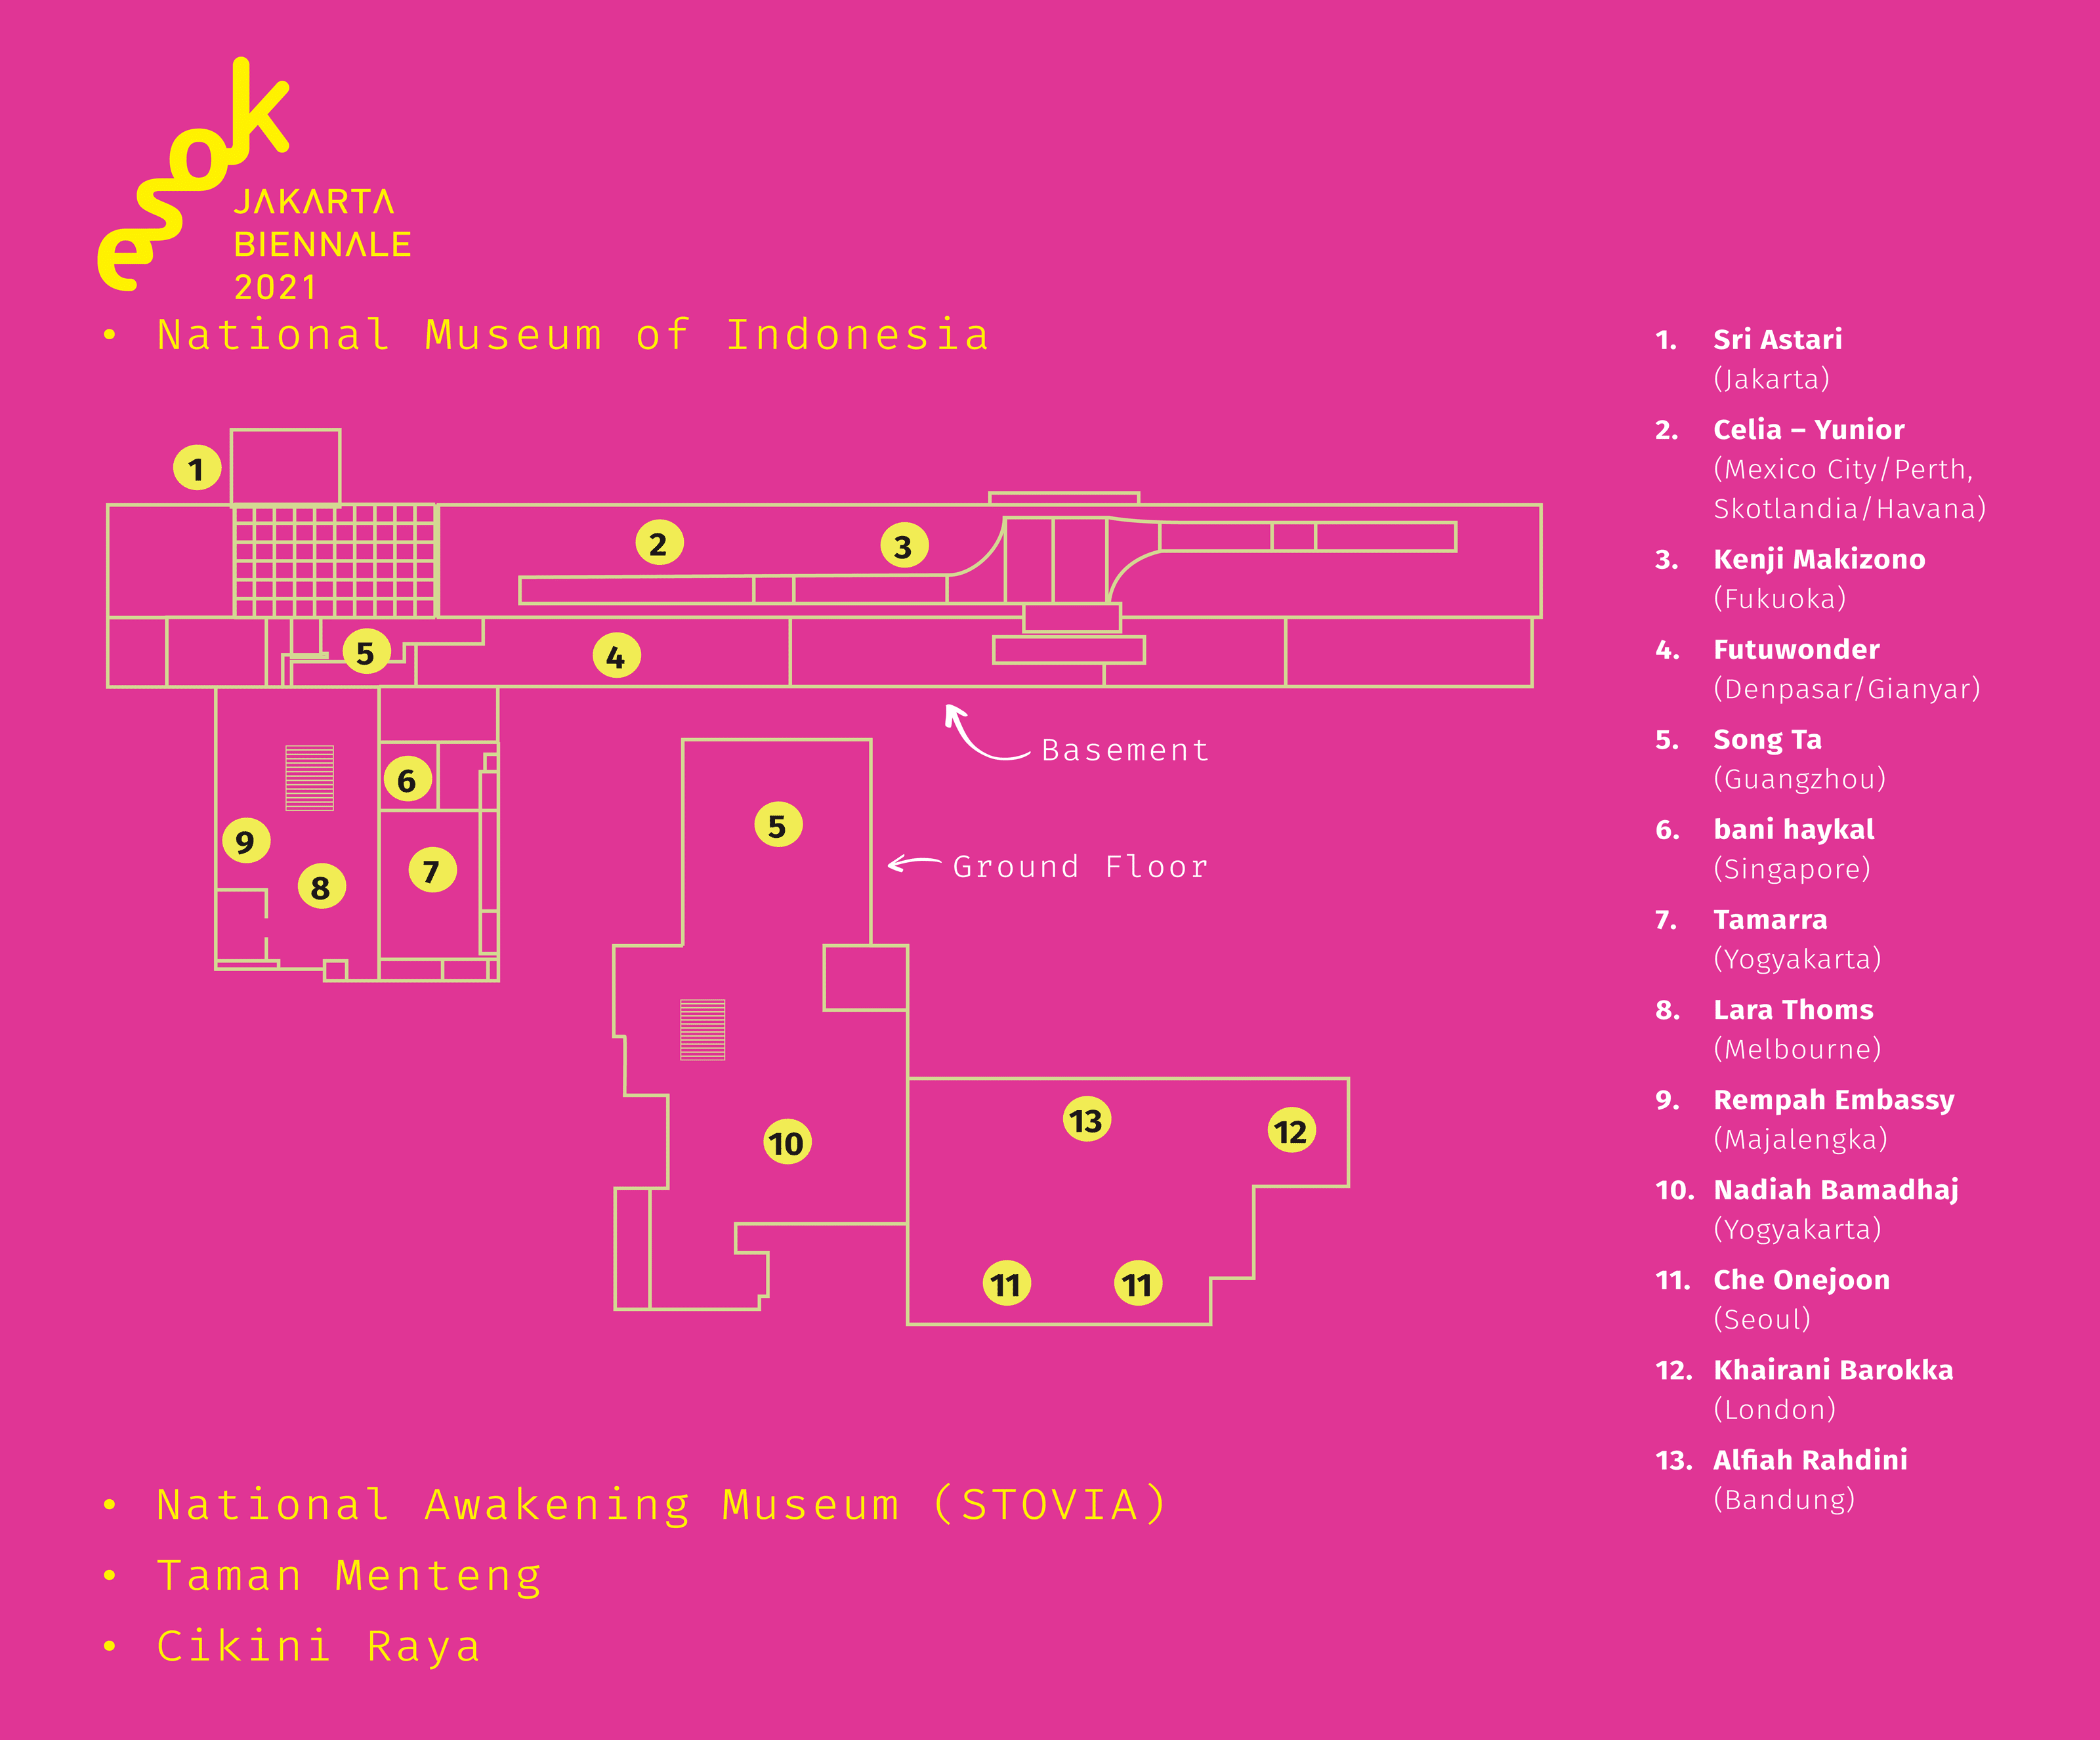 esok
JAKARTA
BIENNALE
2021
• National Museum of Indonesia
1
2
3
4
5
6
7
8
9
Basement
5
Ground Floor
10
13
12
11
11
1. Sri Astari
(Jakarta)
2. Celia – Yunior
(Mexico City/Perth,
Skotlandia/Havana)
3. Kenji Makizono
(Fukuoka)
4. Futuwonder
(Denpasar/Gianyar)
5. Song Ta
(Guangzhou)
6. bani haykal
(Singapore)
7. Tamarra
(Yogyakarta)
8. Lara Thoms
(Melbourne)
9. Rempah Embassy
(Majalengka)
10. Nadiah Bamadhaj
(Yogyakarta)
11. Che Onejoon
(Seoul)
12. Khairani Barokka
(London)
13. Alfiah Rahdini
(Bandung)
• National Awakening Museum (STOVIA)
• Taman Menteng
• Cikini Raya